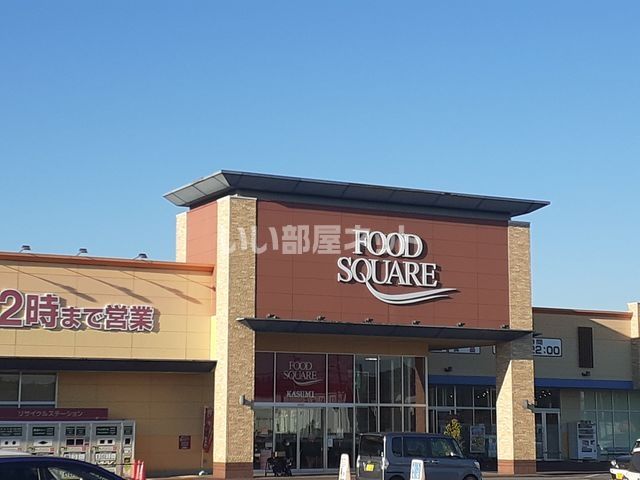 いい部屋ネット
FOOD
SQUARE
2時まで営業
FOOD
SQUARE
KASUMI
22:00
リサイクルステーション